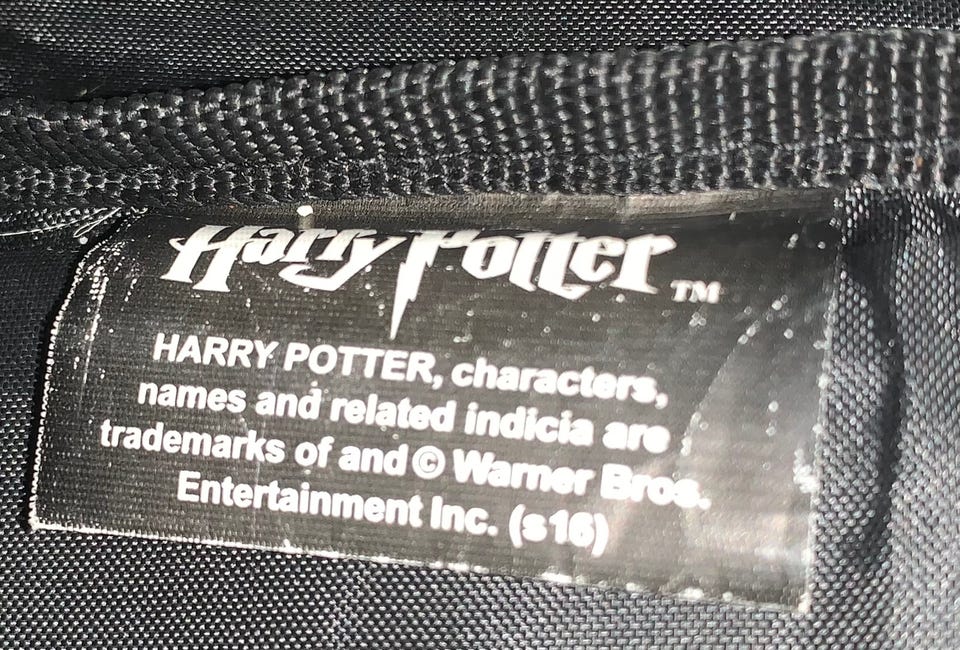 Harry Potter TM
HARRY POTTER, characters,
names and related indicia are
trademarks of and © Warner Bros.
Entertainment Inc. (s16)